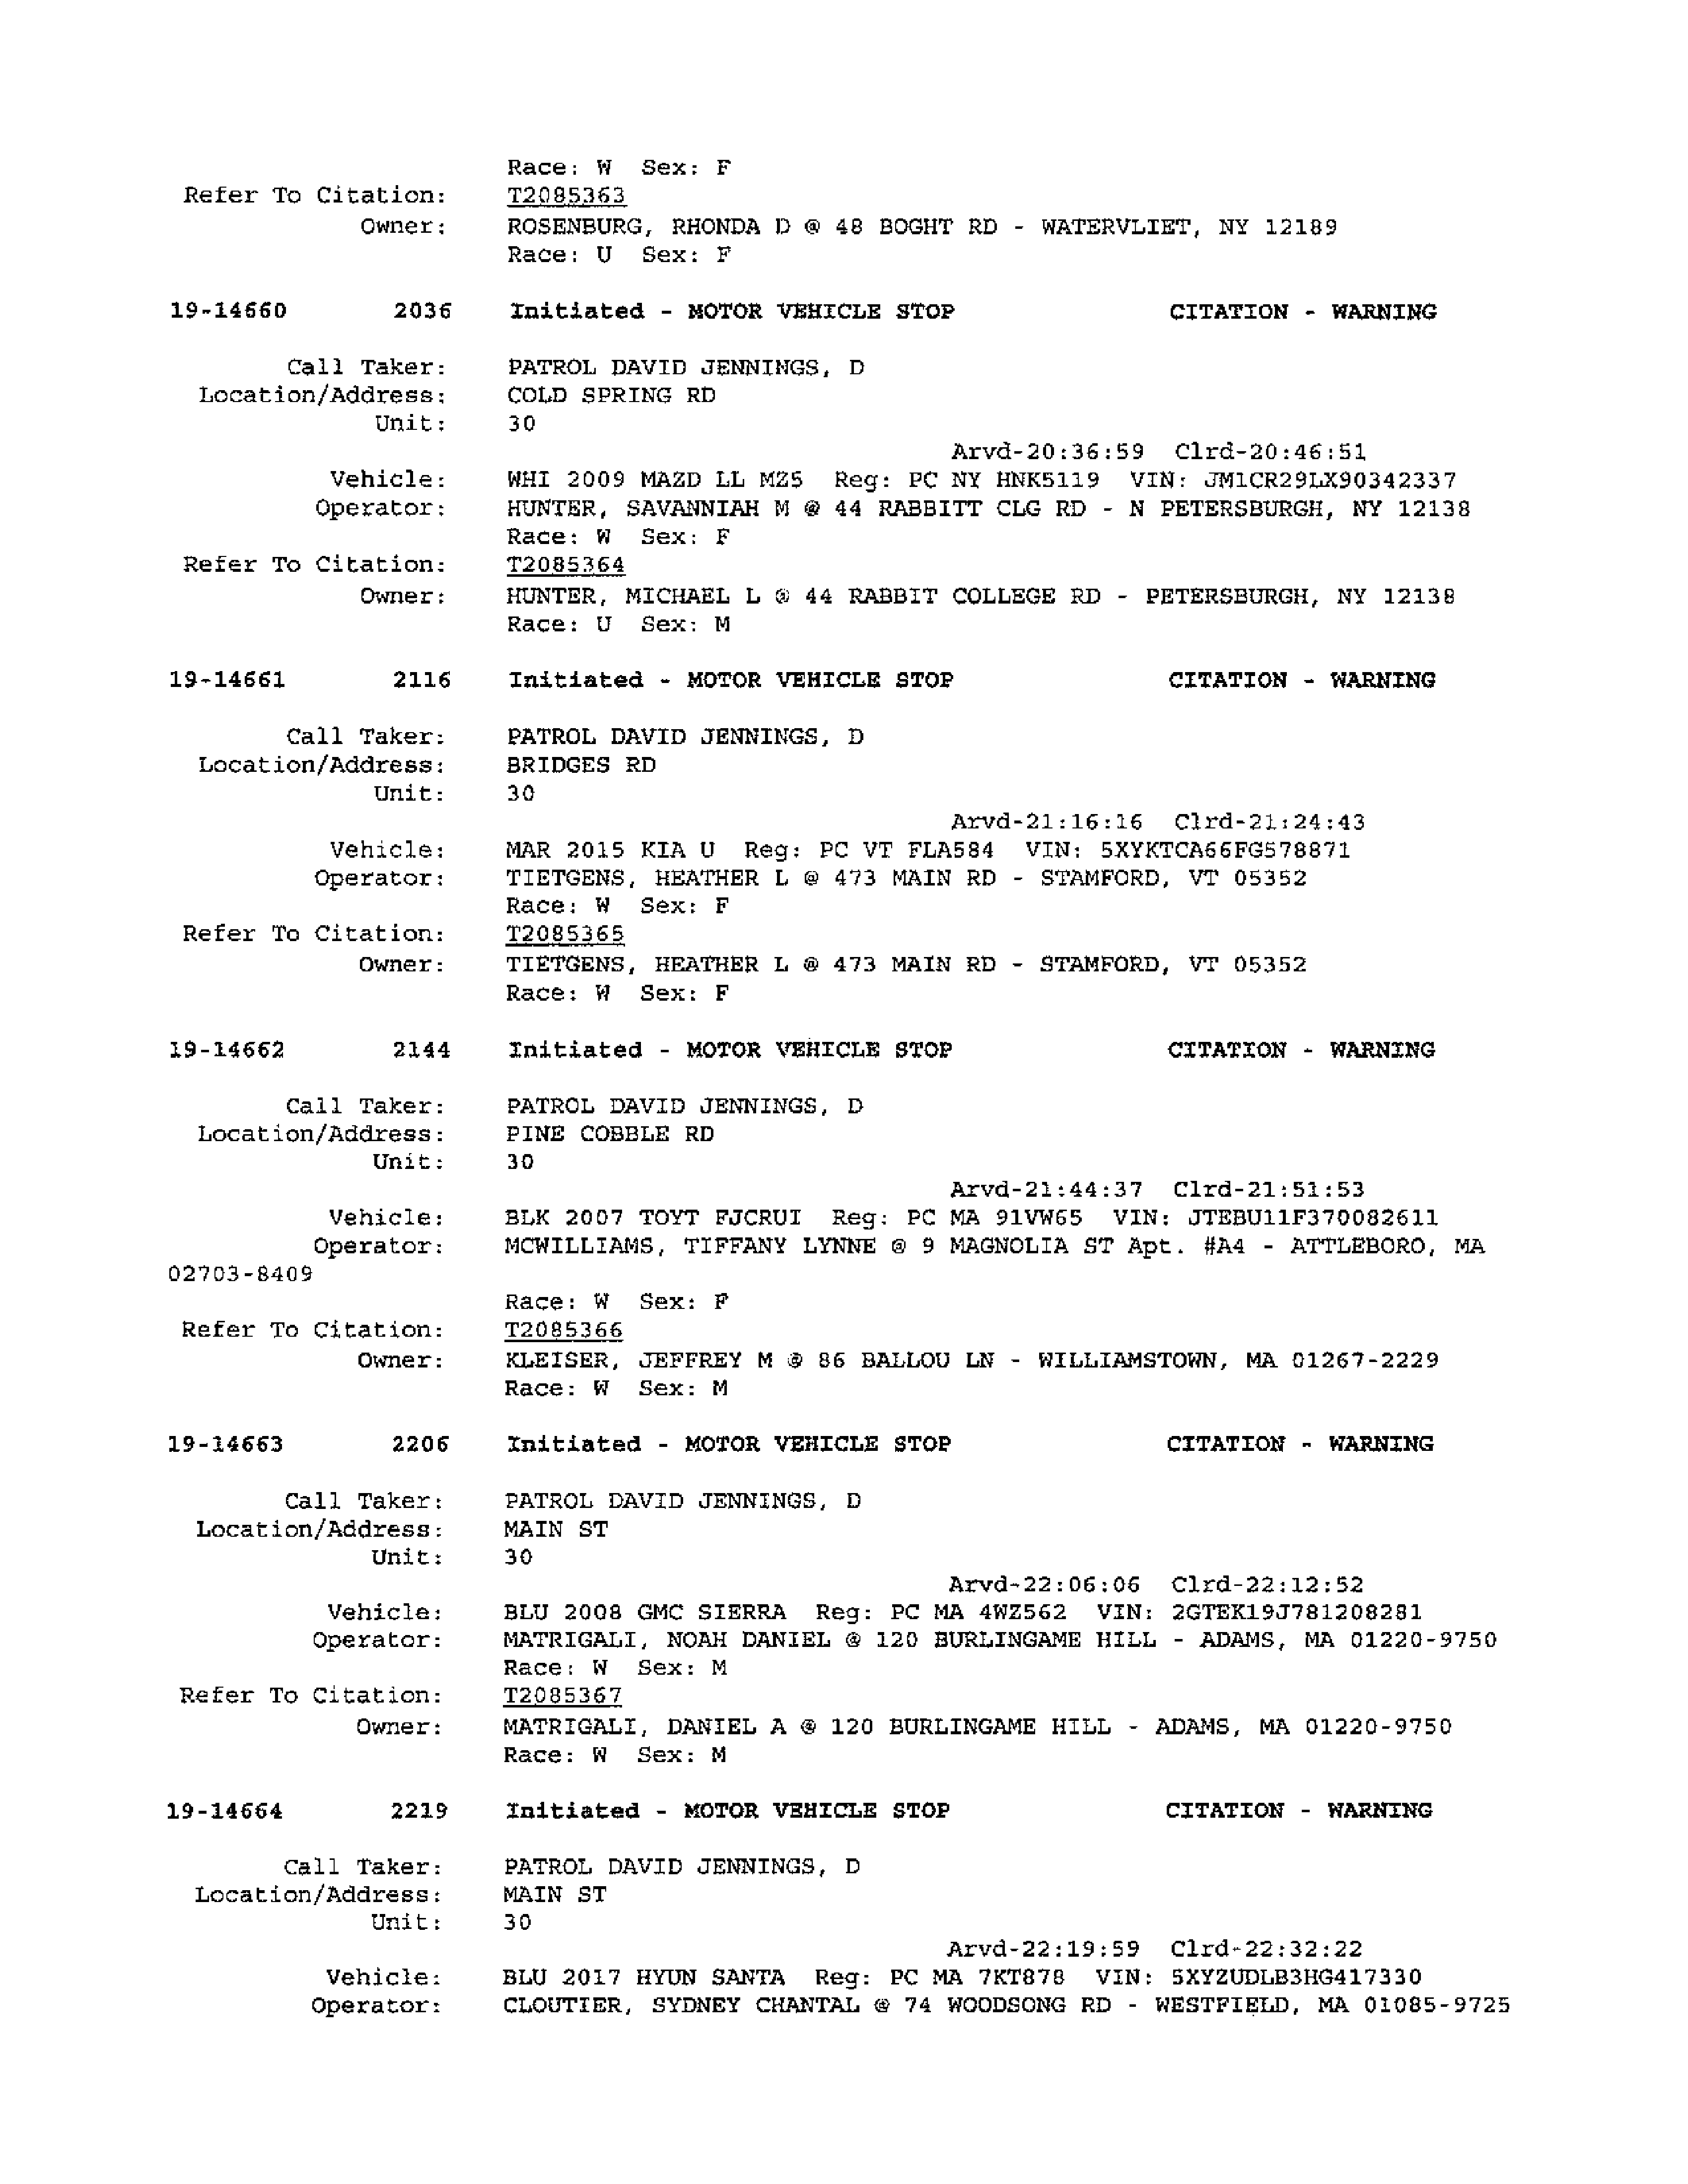 Race: W Sex: F
Refer To Citation: T2085363
Owner: ROSENBURG, RHONDA D @ 48 BOGHT RD - WATERVLIET, NY 12189
Race: U Sex: F
19-14660 2036 Initiated - MOTOR VEHICLE STOP CITATION - WARNING
Call Taker: PATROL DAVID JENNINGS, D
Location/Address: COLD SPRING RD
Unit: 30
Arvd-20:36:59 Clrd-20:46:51
Vehicle: WHI 2009 MAZD LL MZ5 Reg: PC NY HNK5119 VIN: JM1CR29LX90342337
Operator: HUNTER, SAVANNIAH M @ 44 RABBITT CLG RD - N PETERSBURGH, NY 12138
Race: W Sex: F
Refer To Citation: T2085364
Owner: HUNTER, MICHAEL L @ 44 RABBIT COLLEGE RD - PETERSBURGH, NY 12138
Race: U Sex: M
19-14661 2116 Initiated - MOTOR VEHICLE STOP CITATION - WARNING
Call Taker: PATROL DAVID JENNINGS, D
Location/Address: BRIDGES RD
Unit: 30
Arvd-21:16:16 Clrd-21:24:43
Vehicle: MAR 2015 KIA U Reg: PC VT FLA584 VIN: 5XYKTCA66FG578871
Operator: TIETGENS, HEATHER L @ 473 MAIN RD - STAMFORD, VT 05352
Race: W Sex: F
Refer To Citation: T2085365
Owner: TIETGENS, HEATHER L @ 473 MAIN RD - STAMFORD, VT 05352
Race: W Sex: F
19-14662 2144 Initiated - MOTOR VEHICLE STOP CITATION - WARNING
Call Taker: PATROL DAVID JENNINGS, D
Location/Address: PINE COBBLE RD
Unit: 30
Arvd-21:44:37 Clrd-21:51:53
Vehicle: BLK 2007 TOYT FJCRUI Reg: PC MA 91VW65 VIN: JTEBU11F370082611
Operator: MCWILLIAMS, TIFFANY LYNNE @ 9 MAGNOLIA ST Apt. #A4 - ATTLEBORO, MA
02703-8409
Race: W Sex: F
Refer To Citation: T2085366
Owner: KLEISER, JEFFREY M @ 86 BALLOU LN - WILLIAMSTOWN, MA 01267-2229
Race: W Sex: M
19-14663 2206 Initiated - MOTOR VEHICLE STOP CITATION - WARNING
Call Taker: PATROL DAVID JENNINGS, D
Location/Address: MAIN ST
Unit: 30
Arvd-22:06:06 Clrd-22:12:52
Vehicle: BLU 2008 GMC SIERRA Reg: PC MA 4WZ562 VIN: 2GTEK19J781208281
Operator: MATRIGALI, NOAH DANIEL @ 120 BURLINGAME HILL - ADAMS, MA 01220-9750
Race: W Sex: M
Refer To Citation: T2085367
Owner: MATRIGALI, DANIEL A @ 120 BURLINGAME HILL - ADAMS, MA 01220-9750
Race: W Sex: M
19-14664 2219 Initiated - MOTOR VEHICLE STOP CITATION - WARNING
Call Taker: PATROL DAVID JENNINGS, D
Location/Address: MAIN ST
Unit: 30
Arvd-22:19:59 Clrd-22:32:22
Vehicle: BLU 2017 HYUN SANTA Reg: PC MA 7KT878 VIN: 5XYZUDLB3HG417330
Operator: CLOUTIER, SYDNEY CHANTAL @ 74 WOODSONG RD - WESTFIELD, MA 01085-9725